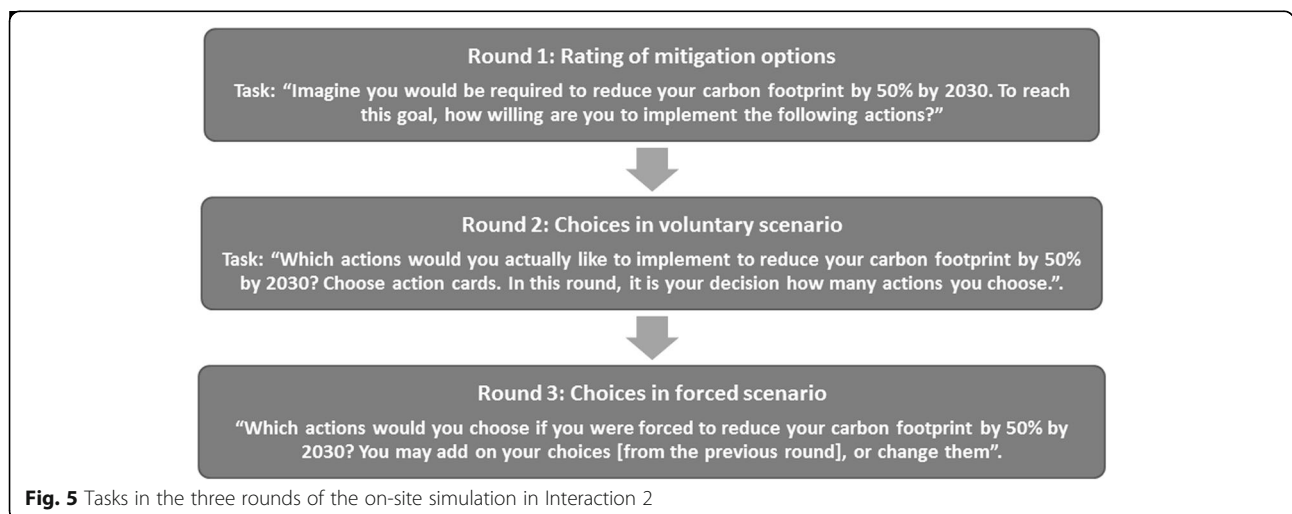 Round 1: Rating of mitigation options
Task: “Imagine you would be required to reduce your carbon footprint by 50% by 2030. To reach
this goal, how willing are you to implement the following actions?”
Round 2: Choices in voluntary scenario
Task: “Which actions would you actually like to implement to reduce your carbon footprint by 50%
by 2030? Choose action cards. In this round, it is your decision how many actions you choose.”.
Round 3: Choices in forced scenario
“Which actions would you choose if you were forced to reduce your carbon footprint by 50% by
2030? You may add on your choices [from the previous round], or change them”.
Fig. 5 Tasks in the three rounds of the on-site simulation in Interaction 2